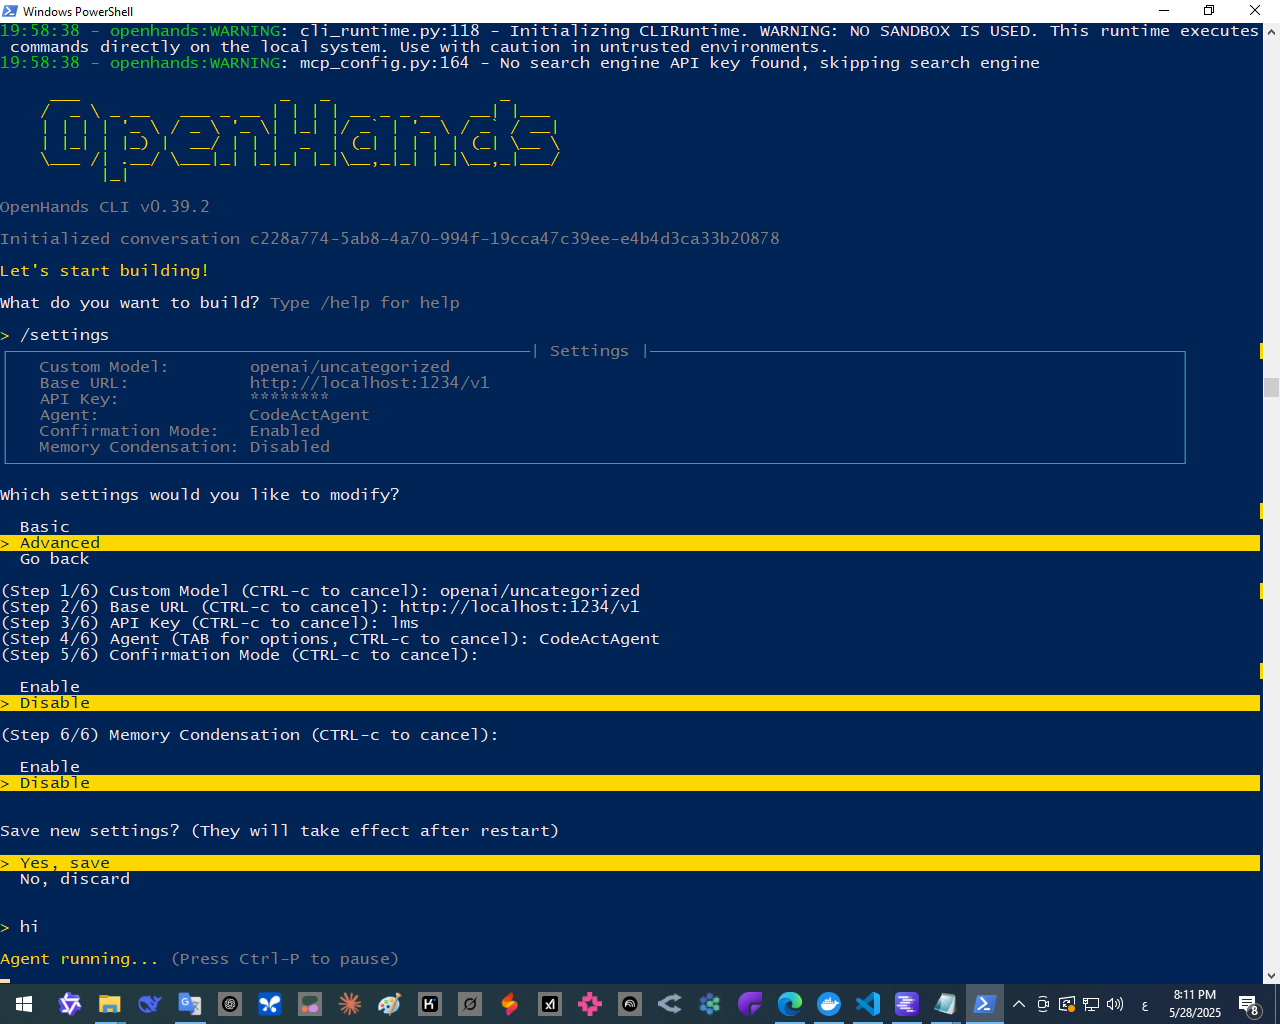 Windows PowerShell
19:58:38 - openhands:WARNING: cli_runtime.py:118 - Initializing CLIRuntime. WARNING: NO SANDBOX IS USED. This runtime executes
commands directly on the local system. Use with caution in untrusted environments.
19:58:38 - openhands:WARNING: mcp_config.py:164 - No search engine API key found, skipping search engine
OpenHands
OpenHands CLI v0.39.2
Initialized conversation c228a774-5ab8-4a70-994f-19cca47c39ee-e4b4d3ca33b20878
Let's start building!
What do you want to build? Type /help for help
> /settings
| Settings |
Custom Model: openai/uncategorized
Base URL: http://localhost:1234/v1
API Key: ********
Agent: CodeActAgent
Confirmation Mode: Enabled
Memory Condensation: Disabled
Which settings would you like to modify?
Basic
> Advanced
Go back
(Step 1/6) Custom Model (CTRL-c to cancel): openai/uncategorized
(Step 2/6) Base URL (CTRL-c to cancel): http://localhost:1234/v1
(Step 3/6) API Key (CTRL-c to cancel): lms
(Step 4/6) Agent (TAB for options, CTRL-c to cancel): CodeActAgent
(Step 5/6) Confirmation Mode (CTRL-c to cancel):
Enable
> Disable
(Step 6/6) Memory Condensation (CTRL-c to cancel):
Enable
> Disable
Save new settings? (They will take effect after restart)
> Yes, save
No, discard
> hi
Agent running... (Press Ctrl-P to pause)
ع
8:11 PM
5/28/2025
8